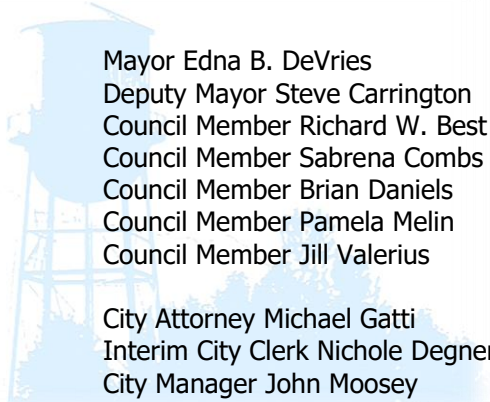 Mayor Edna B. DeVries
Deputy Mayor Steve Carrington
Council Member Richard W. Best
Council Member Sabrena Combs
Council Member Brian Daniels
Council Member Pamela Melin
Council Member Jill Valerius
City Attorney Michael Gatti
Interim City Clerk Nichole Degner
City Manager John Moosey